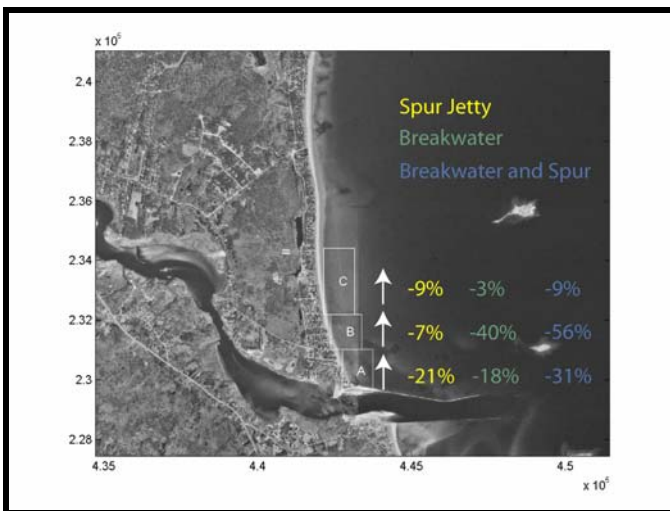 x 10⁵
2.4
2.38
2.36
2.34
2.32
2.3
2.28
Spur Jetty
Breakwater
Breakwater and Spur
C
-9% -3% -9%
B
-7% -40% -56%
A
-21% -18% -31%
4.35 4.4 4.45 4.5
x 10⁵